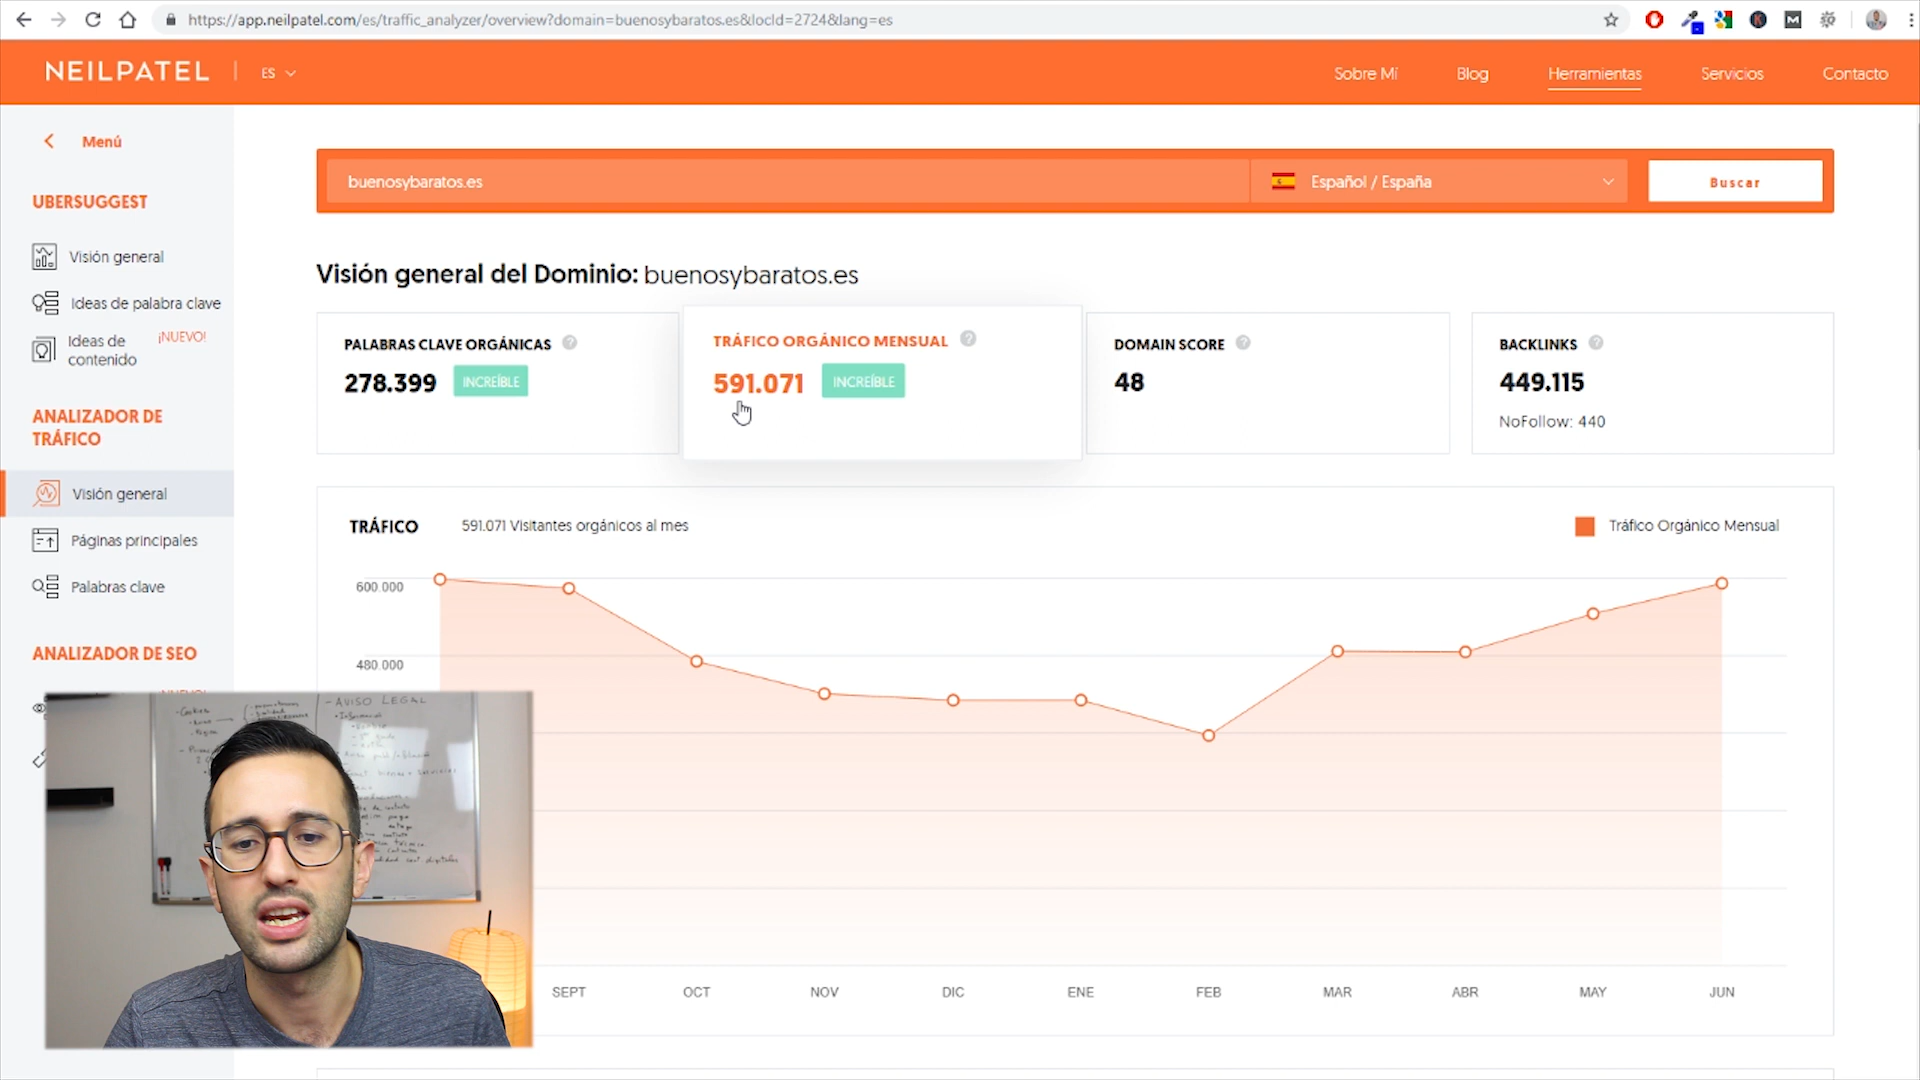 https://app.neilpatel.com/es/traffic_analyzer/overview?domain=buenosybaratos.es&locId=2724&lang=es
NEILPATEL
ES
Sobre Mi
Blog
Herramientas
Servicios
Contacto
Menú
UBERSUGGEST
Visión general
Ideas de palabra clave
Ideas de contenido
¡NUEVO!
ANALIZADOR DE
TRÁFICO
Visión general
Páginas principales
Palabras clave
ANALIZADOR DE SEO
buenosybaratos.es
Español / España
Buscar
Visión general del Dominio: buenosybaratos.es
PALABRAS CLAVE ORGÁNICAS ?
278.399 INCREÍBLE
TRÁFICO ORGÁNICO MENSUAL ?
591.071 INCREÍBLE
DOMAIN SCORE ?
48
BACKLINKS ?
449.115
NoFollow: 440
TRÁFICO
591.071 Visitantes orgánicos al mes
Tráfico Orgánico Mensual
600.000
480.000
SEPT
OCT
NOV
DIC
ENE
FEB
MAR
ABR
MAY
JUN
-Cookies
- AVISO LEGAL